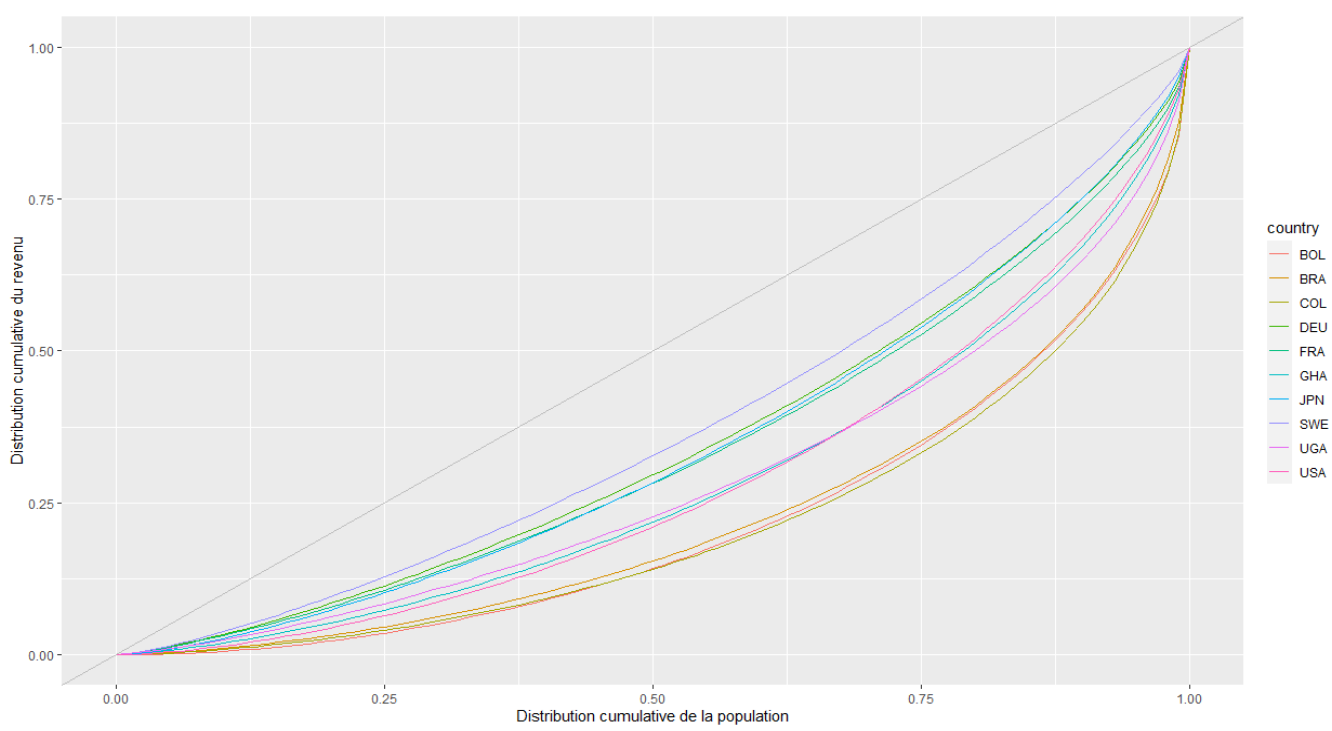 1.00
0.75
0.50
0.25
0.00
Distribution cumulative du revenu
0.00 0.25 0.50 0.75 1.00
Distribution cumulative de la population
country
BOL
BRA
COL
DEU
FRA
GHA
JPN
SWE
UGA
USA